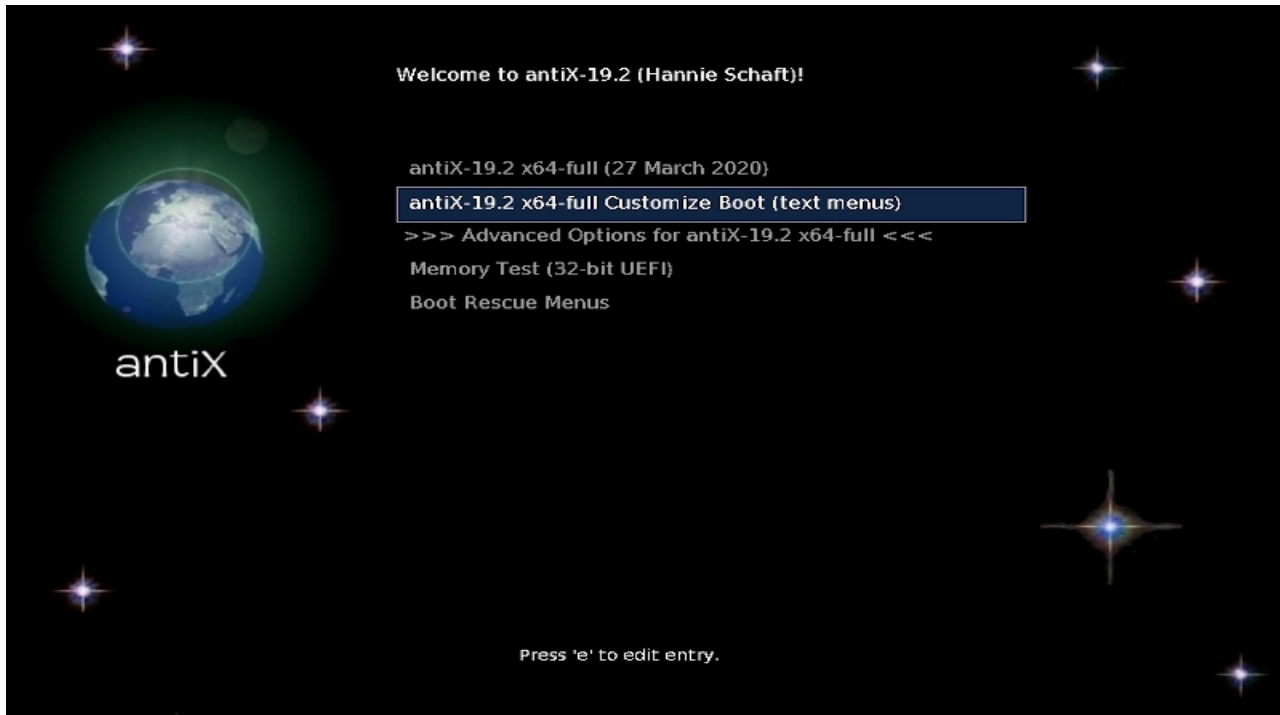 Welcome to antiX-19.2 (Hannie Schaft)!
antiX-19.2 x64-full (27 March 2020)
antiX-19.2 x64-full Customize Boot (text menus)
>>> Advanced Options for antiX-19.2 x64-full <<<
Memory Test (32-bit UEFI)
Boot Rescue Menus
antiX
Press 'e' to edit entry.